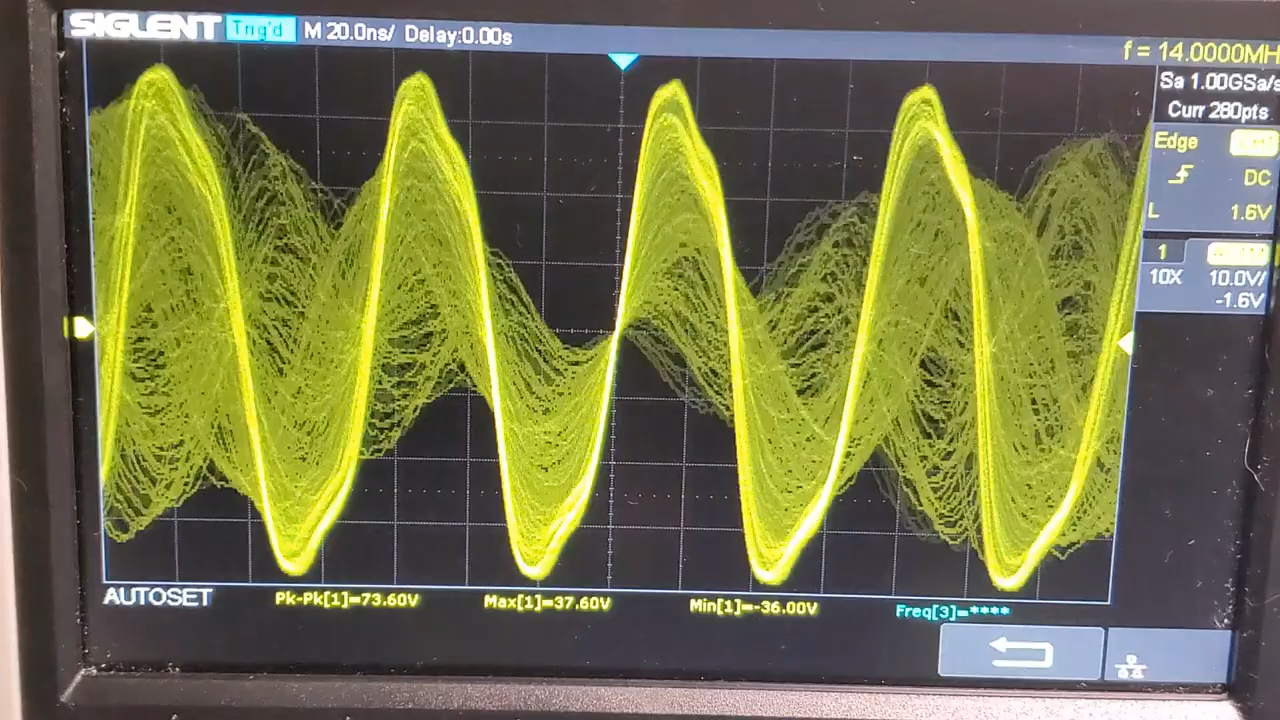 SIGLENT Trig'd M 20.0ns/ Delay:0.00s
f = 14.0000MH
Sa 1.00GSa/s
Curr 280pts
Edge
DC
L 1.6V
1
10X 10.0V/
-1.6V
AUTOSET Pk-Pk[1]=73.60V Max[1]=37.60V Min[1]=-36.00V Freq[3]=****